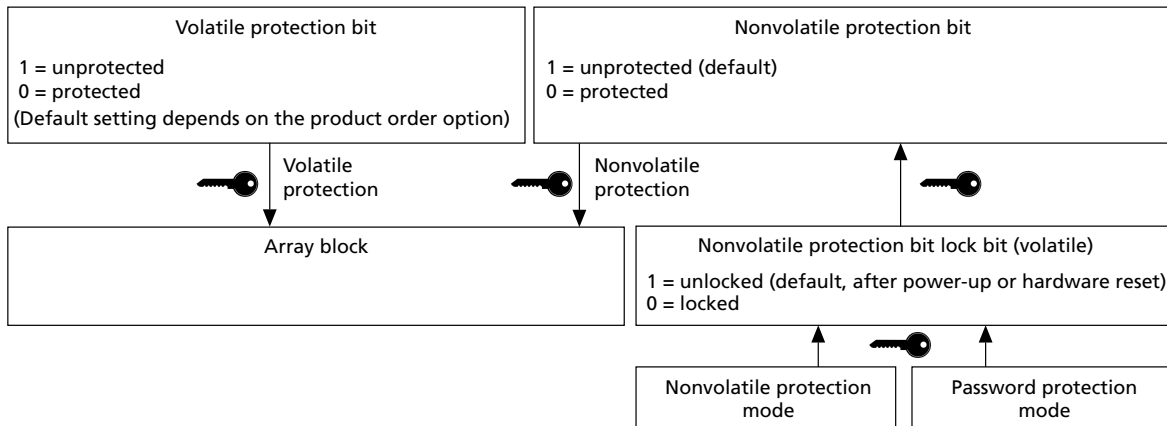 Volatile protection bit
1 = unprotected
0 = protected
(Default setting depends on the product order option)
Nonvolatile protection bit
1 = unprotected (default)
0 = protected
Volatile
protection
Nonvolatile
protection
Array block
Nonvolatile protection bit lock bit (volatile)
1 = unlocked (default, after power-up or hardware reset)
0 = locked
Nonvolatile protection
mode
Password protection
mode